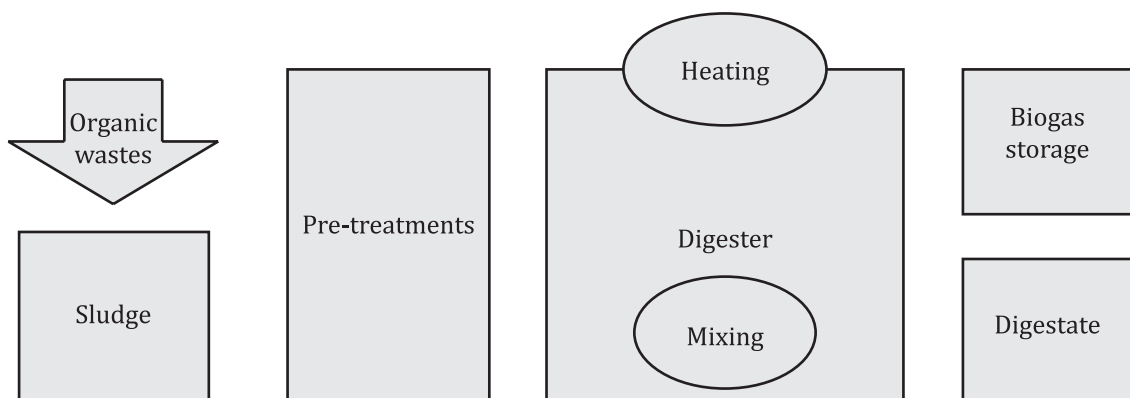 Organic
wastes
Sludge
Pre-treatments
Heating
Digester
Mixing
Biogas
storage
Digestate